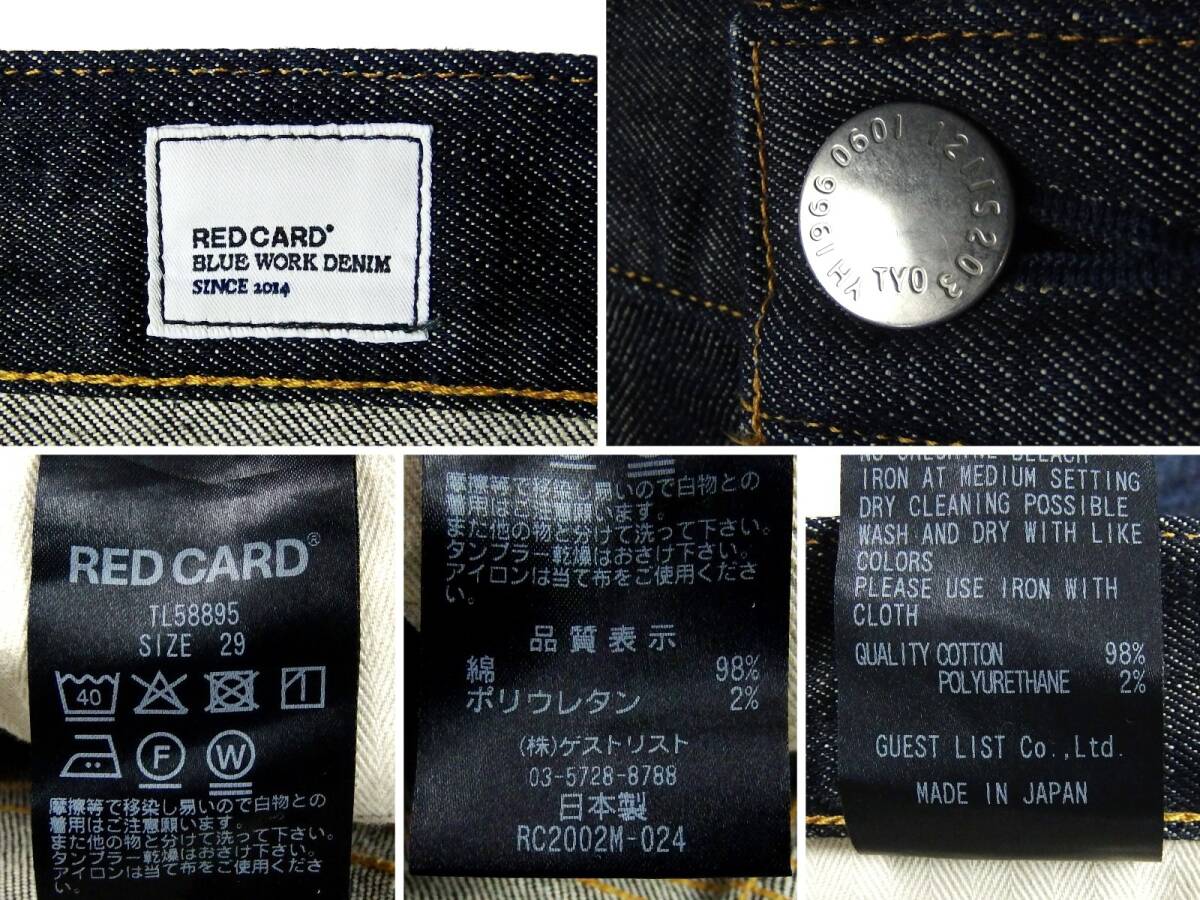 RED CARD
BLUE WORK DENIM
SINCE 2014
YH1966 0601 12115203
TYO
RED CARD®
TL58895
SIZE 29
40
F
W
摩擦等で移染し易いので白物との
着用はご注意願います。
また他の物と分けて洗って下さい。
タンブラー乾燥はおさけ下さい。
アイロンは当て布をご使用くださ
い。
摩擦等で移染し易いので白物との
着用はご注意願います。
また他の物と分けて洗って下さい。
タンブラー乾燥はおさけ下さい。
アイロンは当て布をご使用くださ
い。
品質表示
綿 98%
ポリウレタン 2%
(株)ゲストリスト
03-5728-8788
日本製
RC2002M-024
NO CHLORINE BLEACH
IRON AT MEDIUM SETTING
DRY CLEANING POSSIBLE
WASH AND DRY WITH LIKE
COLORS
PLEASE USE IRON WITH
CLOTH
QUALITY COTTON 98%
POLYURETHANE 2%
GUEST LIST Co.,Ltd.
MADE IN JAPAN